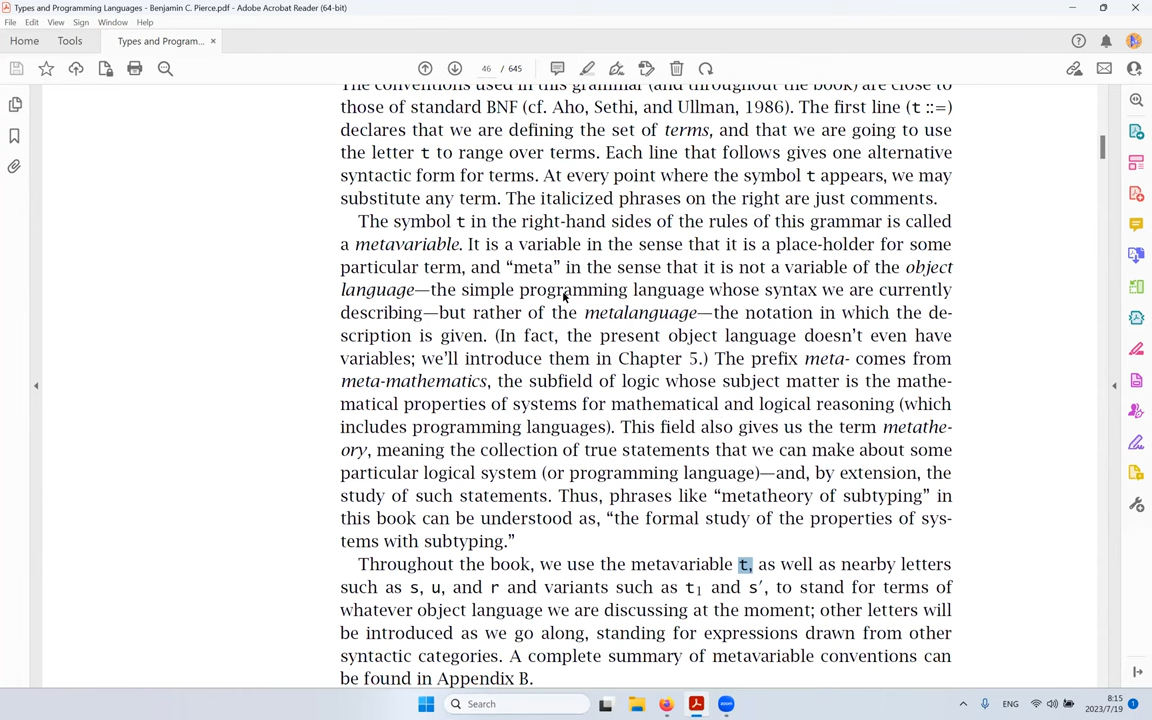 Types and Programming Languages - Benjamin C. Pierce.pdf - Adobe Acrobat Reader (64-bit)
File Edit View Sign Window Help
Home Tools Types and Program... ×
46 / 645
The conventions used in this grammar (and throughout the book) are close to
those of standard BNF (cf. Aho, Sethi, and Ullman, 1986). The first line (t ::=)
declares that we are defining the set of terms, and that we are going to use
the letter t to range over terms. Each line that follows gives one alternative
syntactic form for terms. At every point where the symbol t appears, we may
substitute any term. The italicized phrases on the right are just comments.
The symbol t in the right-hand sides of the rules of this grammar is called
a metavariable. It is a variable in the sense that it is a place-holder for some
particular term, and “meta” in the sense that it is not a variable of the object
language—the simple programming language whose syntax we are currently
describing—but rather of the metalanguage—the notation in which the de-
scription is given. (In fact, the present object language doesn’t even have
variables; we’ll introduce them in Chapter 5.) The prefix meta- comes from
meta-mathematics, the subfield of logic whose subject matter is the mathe-
matical properties of systems for mathematical and logical reasoning (which
includes programming languages). This field also gives us the term metathe-
ory, meaning the collection of true statements that we can make about some
particular logical system (or programming language)—and, by extension, the
study of such statements. Thus, phrases like “metatheory of subtyping” in
this book can be understood as, “the formal study of the properties of sys-
tems with subtyping.”
Throughout the book, we use the metavariable t, as well as nearby letters
such as s, u, and r and variants such as t₁ and s′, to stand for terms of
whatever object language we are discussing at the moment; other letters will
be introduced as we go along, standing for expressions drawn from other
syntactic categories. A complete summary of metavariable conventions can
be found in Appendix B.
Search
zoom
ENG
8:15
2023/7/19
1